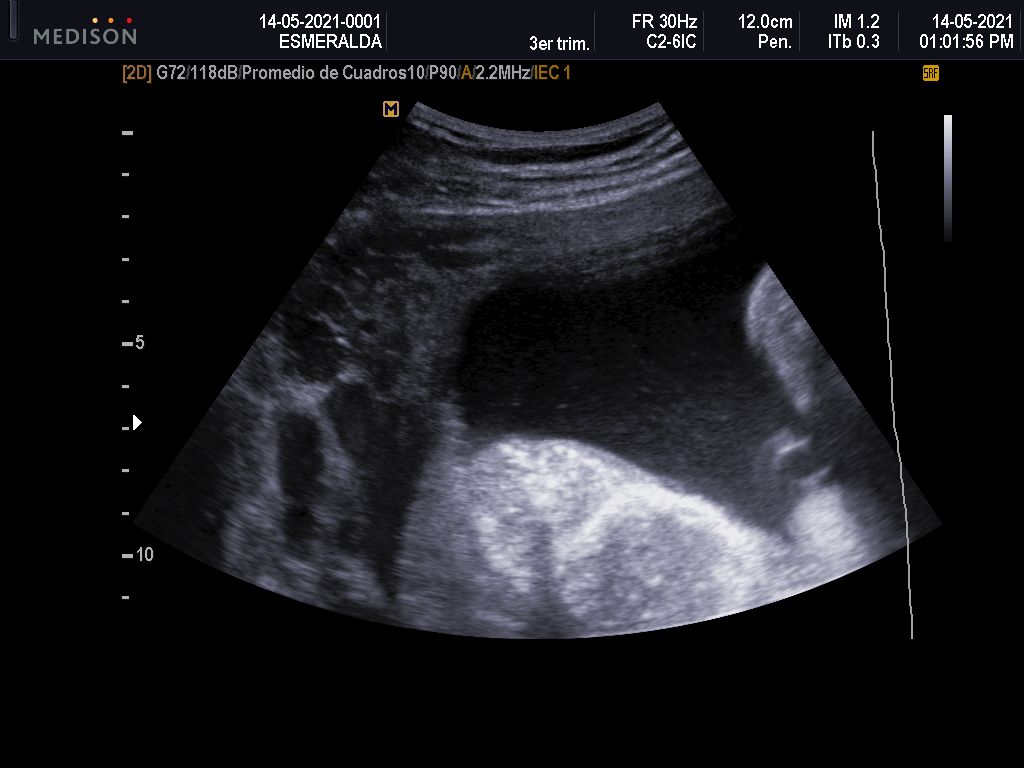 MEDISON
14-05-2021-0001
ESMERALDA
3er trim.
FR 30Hz
C2-6IC
12.0cm
Pen.
IM 1.2
ITb 0.3
14-05-2021
01:01:56 PM
[2D] G72/118dB/Promedio de Cuadros10/P90/A/2.2MHz/IEC 1
SRF
M
5
10